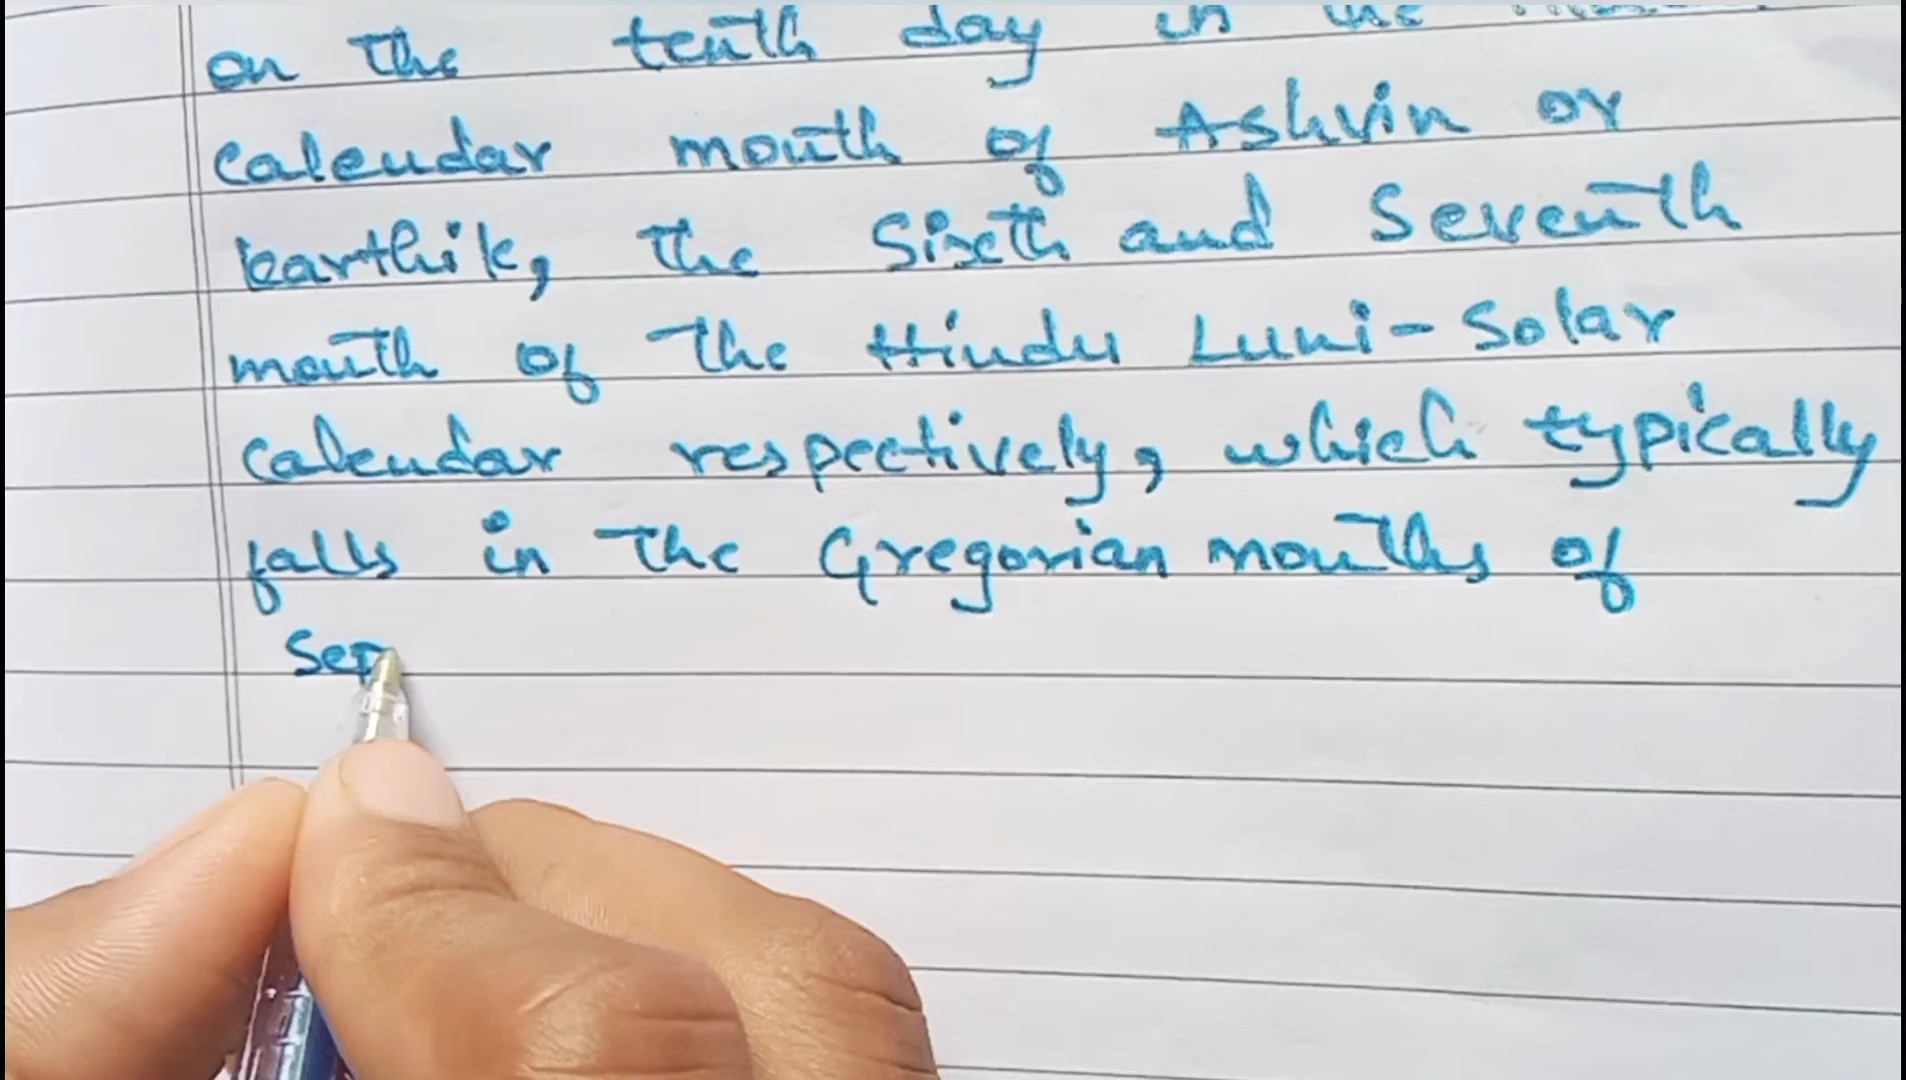 on the tenth day in the
calendar month of Ashvin or
karthik, the Sixth and Seventh
month of the Hindu Luni-Solar
calendar respectively, which typically
falls in the Gregorian months of
Sep